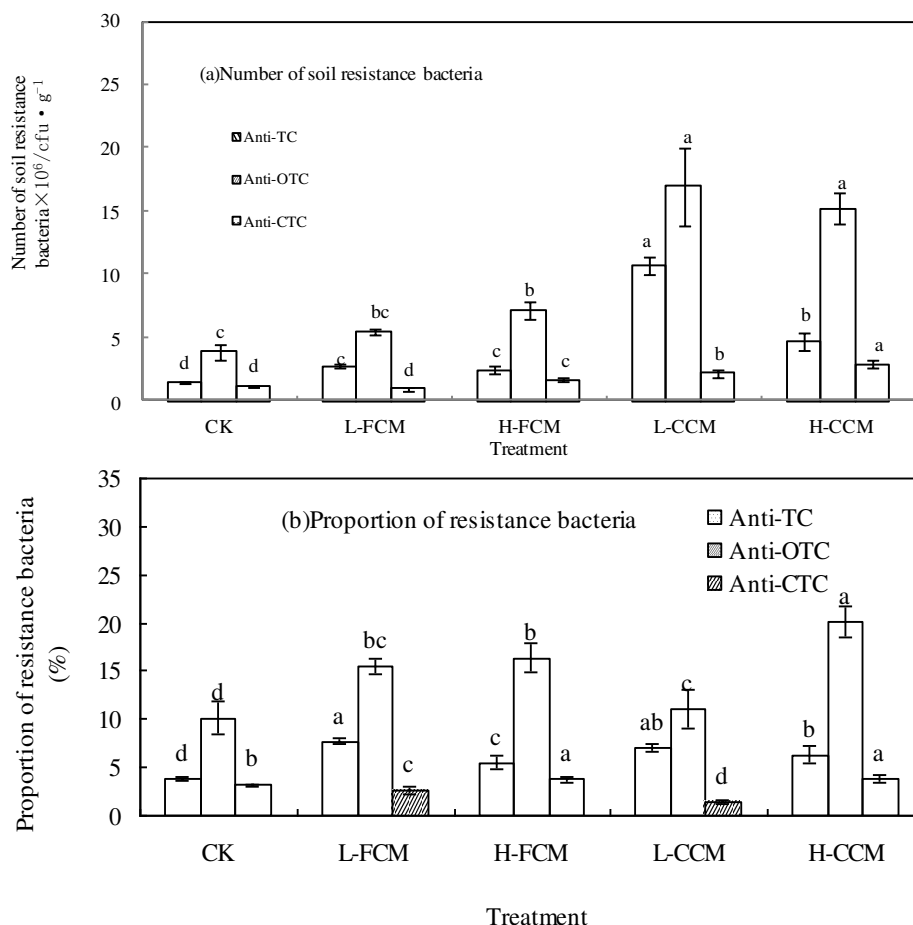 30
25
20
15
10
5
0
Number of soil resistance
bacteria×10⁶/cfu·g⁻¹
(a)Number of soil resistance bacteria
Anti-TC
Anti-OTC
Anti-CTC
d c d
c bc d
c b c
a a b
b a a
CK L-FCM H-FCM L-CCM H-CCM
Treatment
35
30
25
20
15
10
5
0
Proportion of resistance bacteria
(%)
(b)Proportion of resistance bacteria
Anti-TC
Anti-OTC
Anti-CTC
d d b
a bc c
c b a
ab c d
b a a
CK L-FCM H-FCM L-CCM H-CCM
Treatment